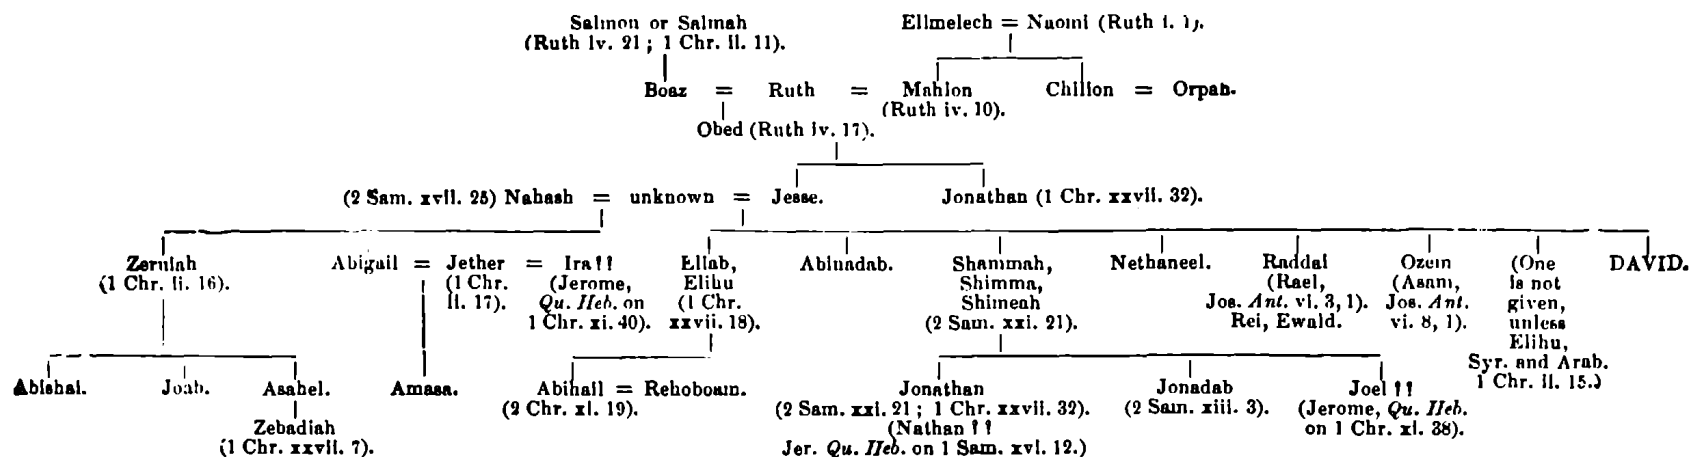 Salmon or Salmah Elimelech = Naomi (Ruth i. 1).
(Ruth iv. 21 ; 1 Chr. ii. 11).
Boaz = Ruth = Mahlon Chilion = Orpah.
(Ruth iv. 10).
Obed (Ruth iv. 17).
(2 Sam. xvii. 25) Nahash = unknown = Jesse. Jonathan (1 Chr. xxvii. 32).
Zeruiah
(1 Chr. ii. 16).
Abigail = Jether = Ira !!
(1 Chr.
ii. 17).
(Jerome,
Qu. Heb. on
1 Chr. xi. 40).
Eliab,
Elihu
(1 Chr.
xxvii. 18).
Abinadab.
Shammah,
Shimma,
Shimeah
(2 Sam. xxi. 21).
Nethaneel.
Raddai
(Rael,
Jos. Ant. vi. 3, 1).
Rei, Ewald.
Ozem
(Asam,
Jos. Ant.
vi. 8, 1).
(One
is not
given,
unless
Elihu,
Syr. and Arab.
1 Chr. ii. 15.)
DAVID.
Abishai. Joab. Asahel. Amasa. Abihail = Rehoboam. Jonathan Jonadab Joel !!
Zebadiah
(1 Chr. xxvii. 7).
(2 Chr. xi. 19).
(2 Sam. xxi. 21 ; 1 Chr. xxvii. 32).
(Nathan !!
Jer. Qu. Heb. on 1 Sam. xvi. 12.)
(2 Sam. xiii. 3).
(Jerome, Qu. Heb.
on 1 Chr. xi. 38).